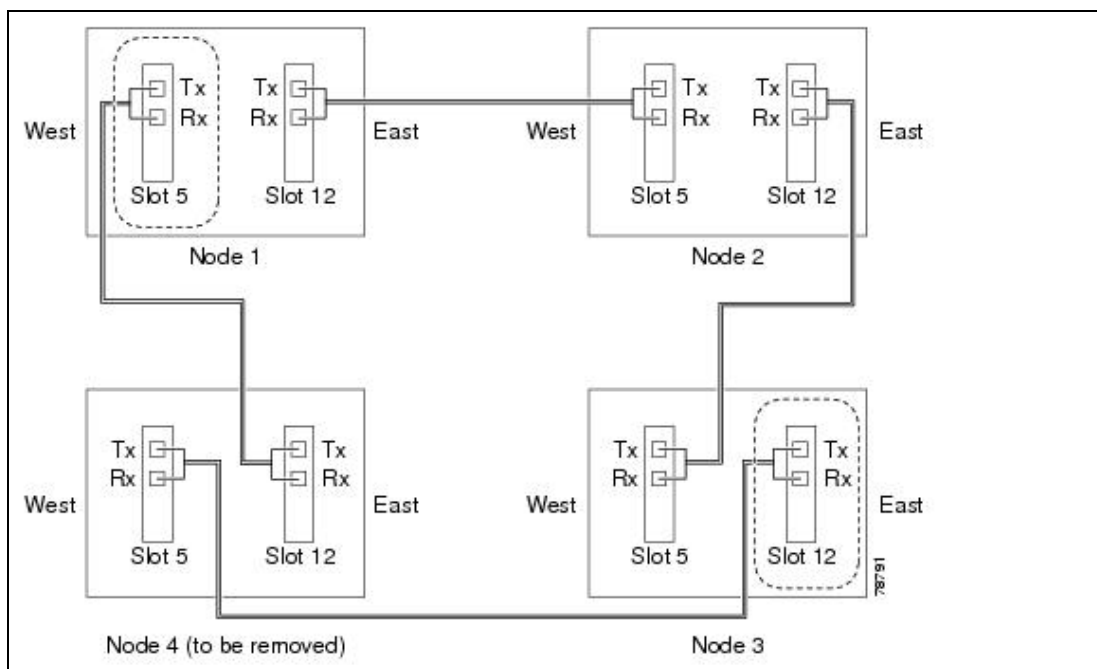 Tx Tx Tx Tx
Rx Rx Rx Rx
West East West East
Slot 5 Slot 12 Slot 5 Slot 12
Node 1 Node 2
Tx Tx Tx Tx
Rx Rx Rx Rx
West East West East
Slot 5 Slot 12 Slot 5 Slot 12
78791
Node 4 (to be removed) Node 3